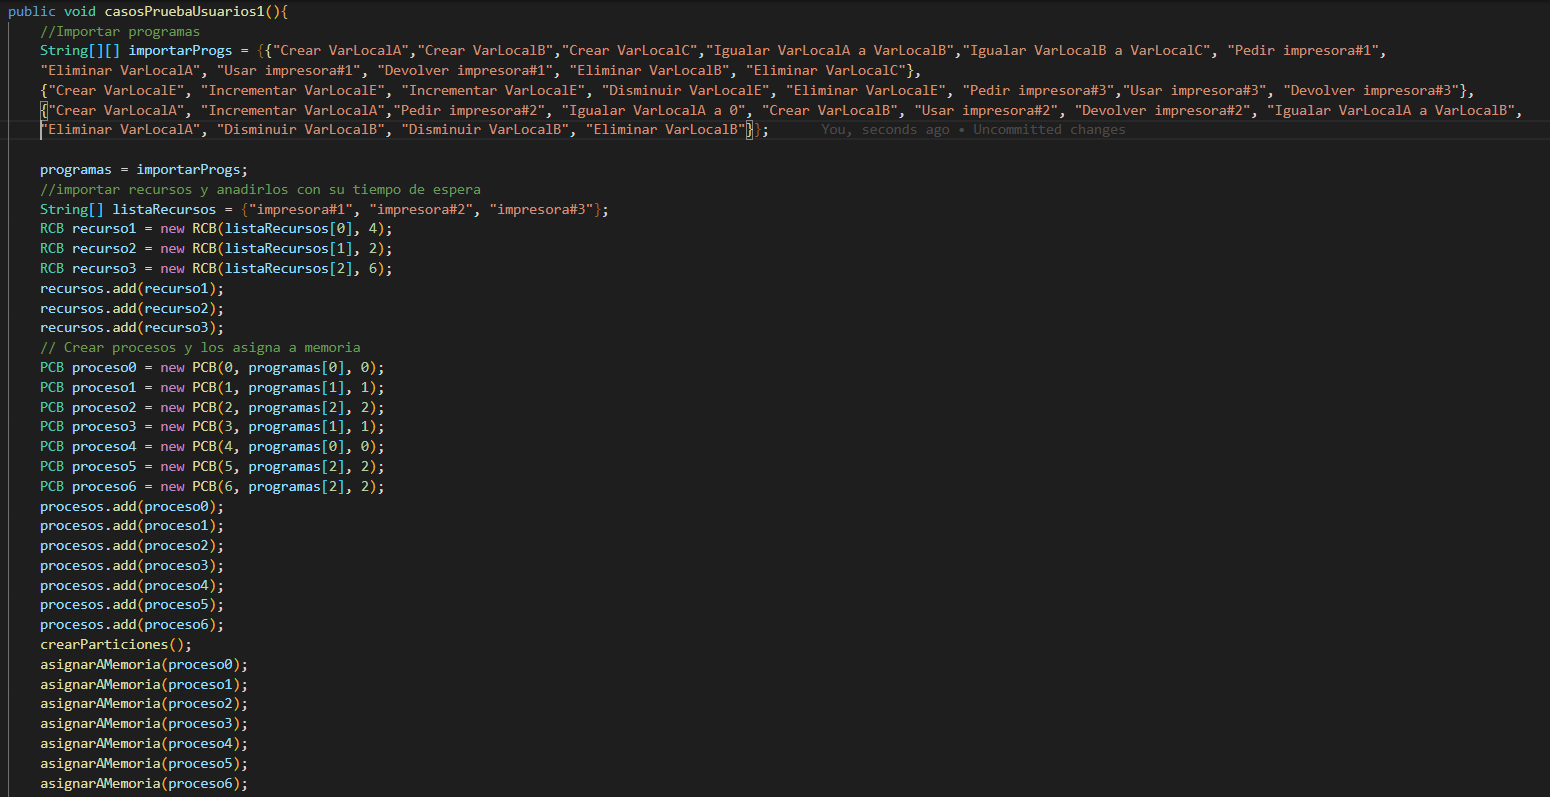 public void casosPruebaUsuarios1(){
//Importar programas
String[][] importarProgs = {{"Crear VarLocalA","Crear VarLocalB","Crear VarLocalC","Igualar VarLocalA a VarLocalB","Igualar VarLocalB a VarLocalC", "Pedir impresora#1",
"Eliminar VarLocalA", "Usar impresora#1", "Devolver impresora#1", "Eliminar VarLocalB", "Eliminar VarLocalC"},
{"Crear VarLocalE", "Incrementar VarLocalE", "Incrementar VarLocalE", "Disminuir VarLocalE", "Eliminar VarLocalE", "Pedir impresora#3","Usar impresora#3", "Devolver impresora#3"},
{"Crear VarLocalA", "Incrementar VarLocalA","Pedir impresora#2", "Igualar VarLocalA a 0", "Crear VarLocalB", "Usar impresora#2", "Devolver impresora#2", "Igualar VarLocalA a VarLocalB",
"Eliminar VarLocalA", "Disminuir VarLocalB", "Disminuir VarLocalB", "Eliminar VarLocalB"}}; You, seconds ago • Uncommitted changes
programas = importarProgs;
//importar recursos y anadirlos con su tiempo de espera
String[] listaRecursos = {"impresora#1", "impresora#2", "impresora#3"};
RCB recurso1 = new RCB(listaRecursos[0], 4);
RCB recurso2 = new RCB(listaRecursos[1], 2);
RCB recurso3 = new RCB(listaRecursos[2], 6);
recursos.add(recurso1);
recursos.add(recurso2);
recursos.add(recurso3);
// Crear procesos y los asigna a memoria
PCB proceso0 = new PCB(0, programas[0], 0);
PCB proceso1 = new PCB(1, programas[1], 1);
PCB proceso2 = new PCB(2, programas[2], 2);
PCB proceso3 = new PCB(3, programas[1], 1);
PCB proceso4 = new PCB(4, programas[0], 0);
PCB proceso5 = new PCB(5, programas[2], 2);
PCB proceso6 = new PCB(6, programas[2], 2);
procesos.add(proceso0);
procesos.add(proceso1);
procesos.add(proceso2);
procesos.add(proceso3);
procesos.add(proceso4);
procesos.add(proceso5);
procesos.add(proceso6);
crearParticiones();
asignarAMemoria(proceso0);
asignarAMemoria(proceso1);
asignarAMemoria(proceso2);
asignarAMemoria(proceso3);
asignarAMemoria(proceso4);
asignarAMemoria(proceso5);
asignarAMemoria(proceso6);